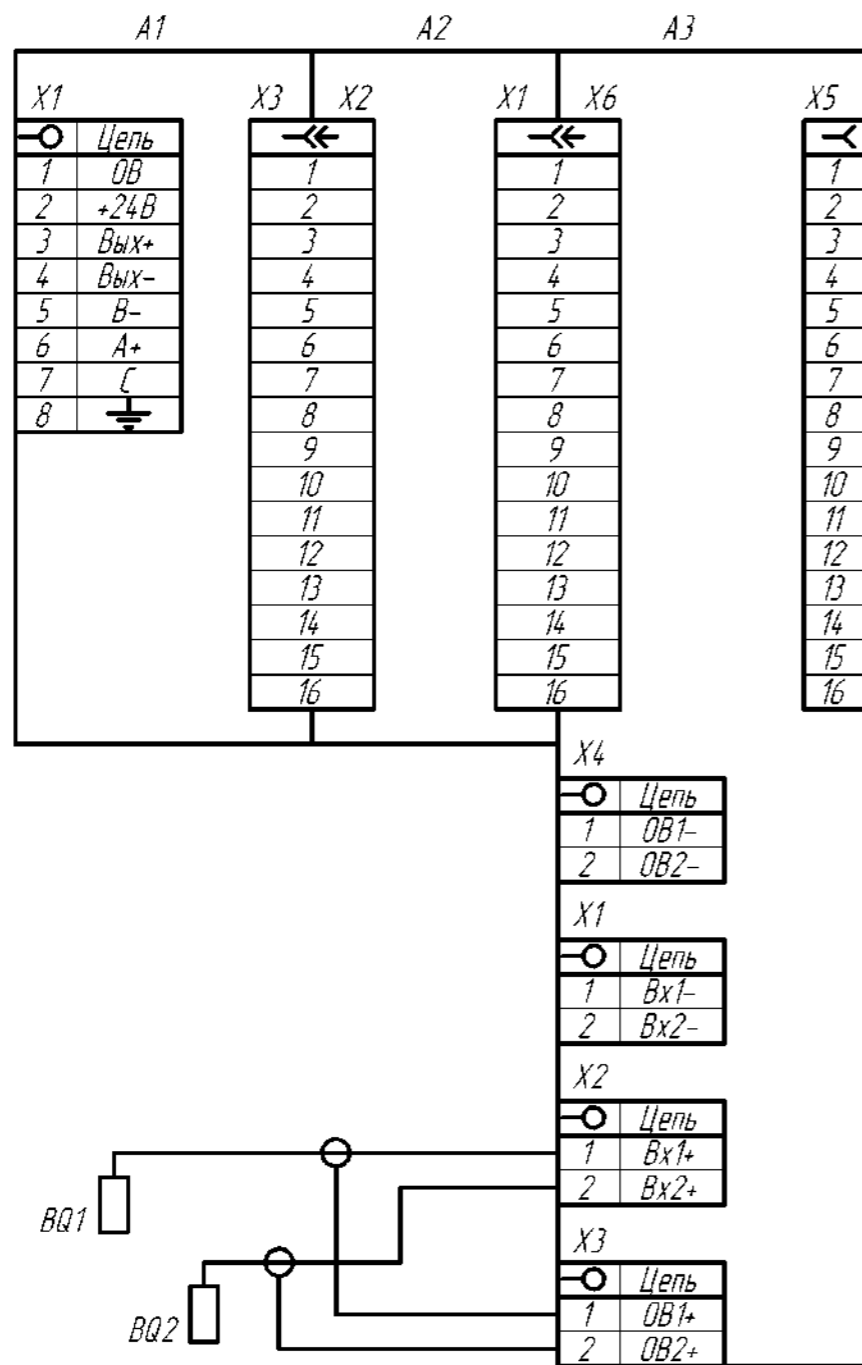 А1 А2 А3
X1 X3 X2 X1 X6 X5
Цепь
1 0В 1 1 1
2 +24В 2 2 2
3 Вых+ 3 3 3
4 Вых- 4 4 4
5 В- 5 5 5
6 А+ 6 6 6
7 С 7 7 7
8 8 8 8
9 9 9
10 10 10
11 11 11
12 12 12
13 13 13
14 14 14
15 15 15
16 16 16
X4
Цепь
1 0В1-
2 0В2-
X1
Цепь
1 Вх1-
2 Вх2-
X2
Цепь
1 Вх1+
2 Вх2+
BQ1
X3
Цепь
1 0В1+
BQ2
2 0В2+